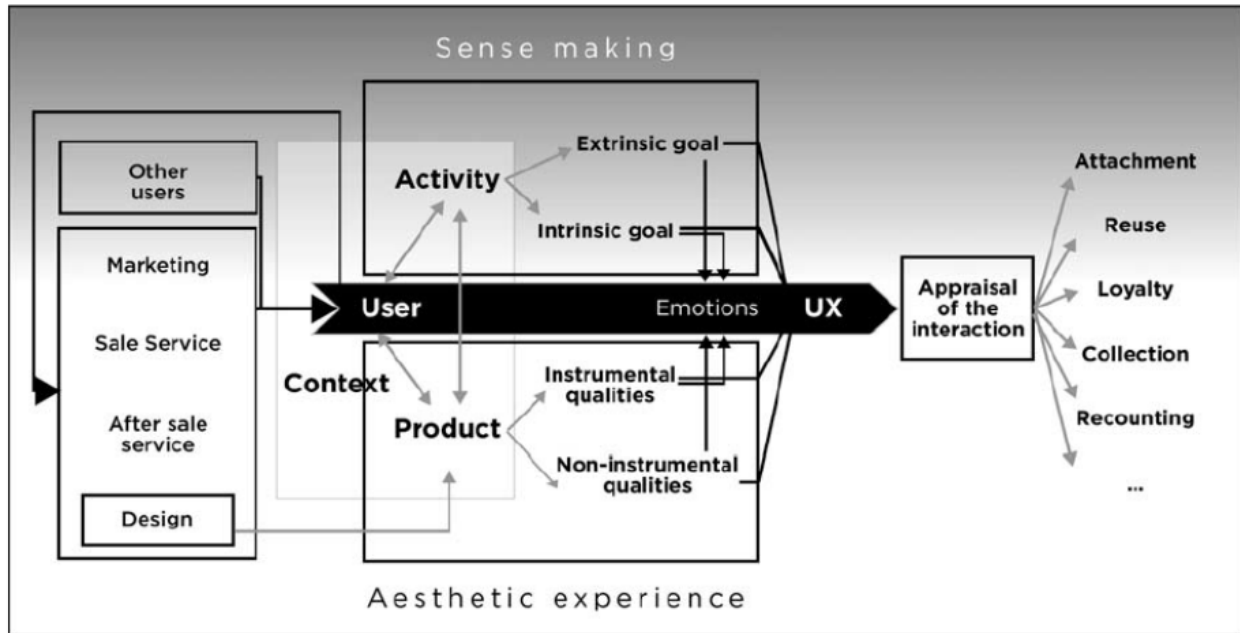 Sense making
Other
users
Marketing
Sale Service
After sale
service
Design
Extrinsic goal
Activity
Intrinsic goal
User
Emotions
UX
Context
Product
Instrumental
qualities
Non-instrumental
qualities
Aesthetic experience
Appraisal
of the
interaction
Attachment
Reuse
Loyalty
Collection
Recounting
...